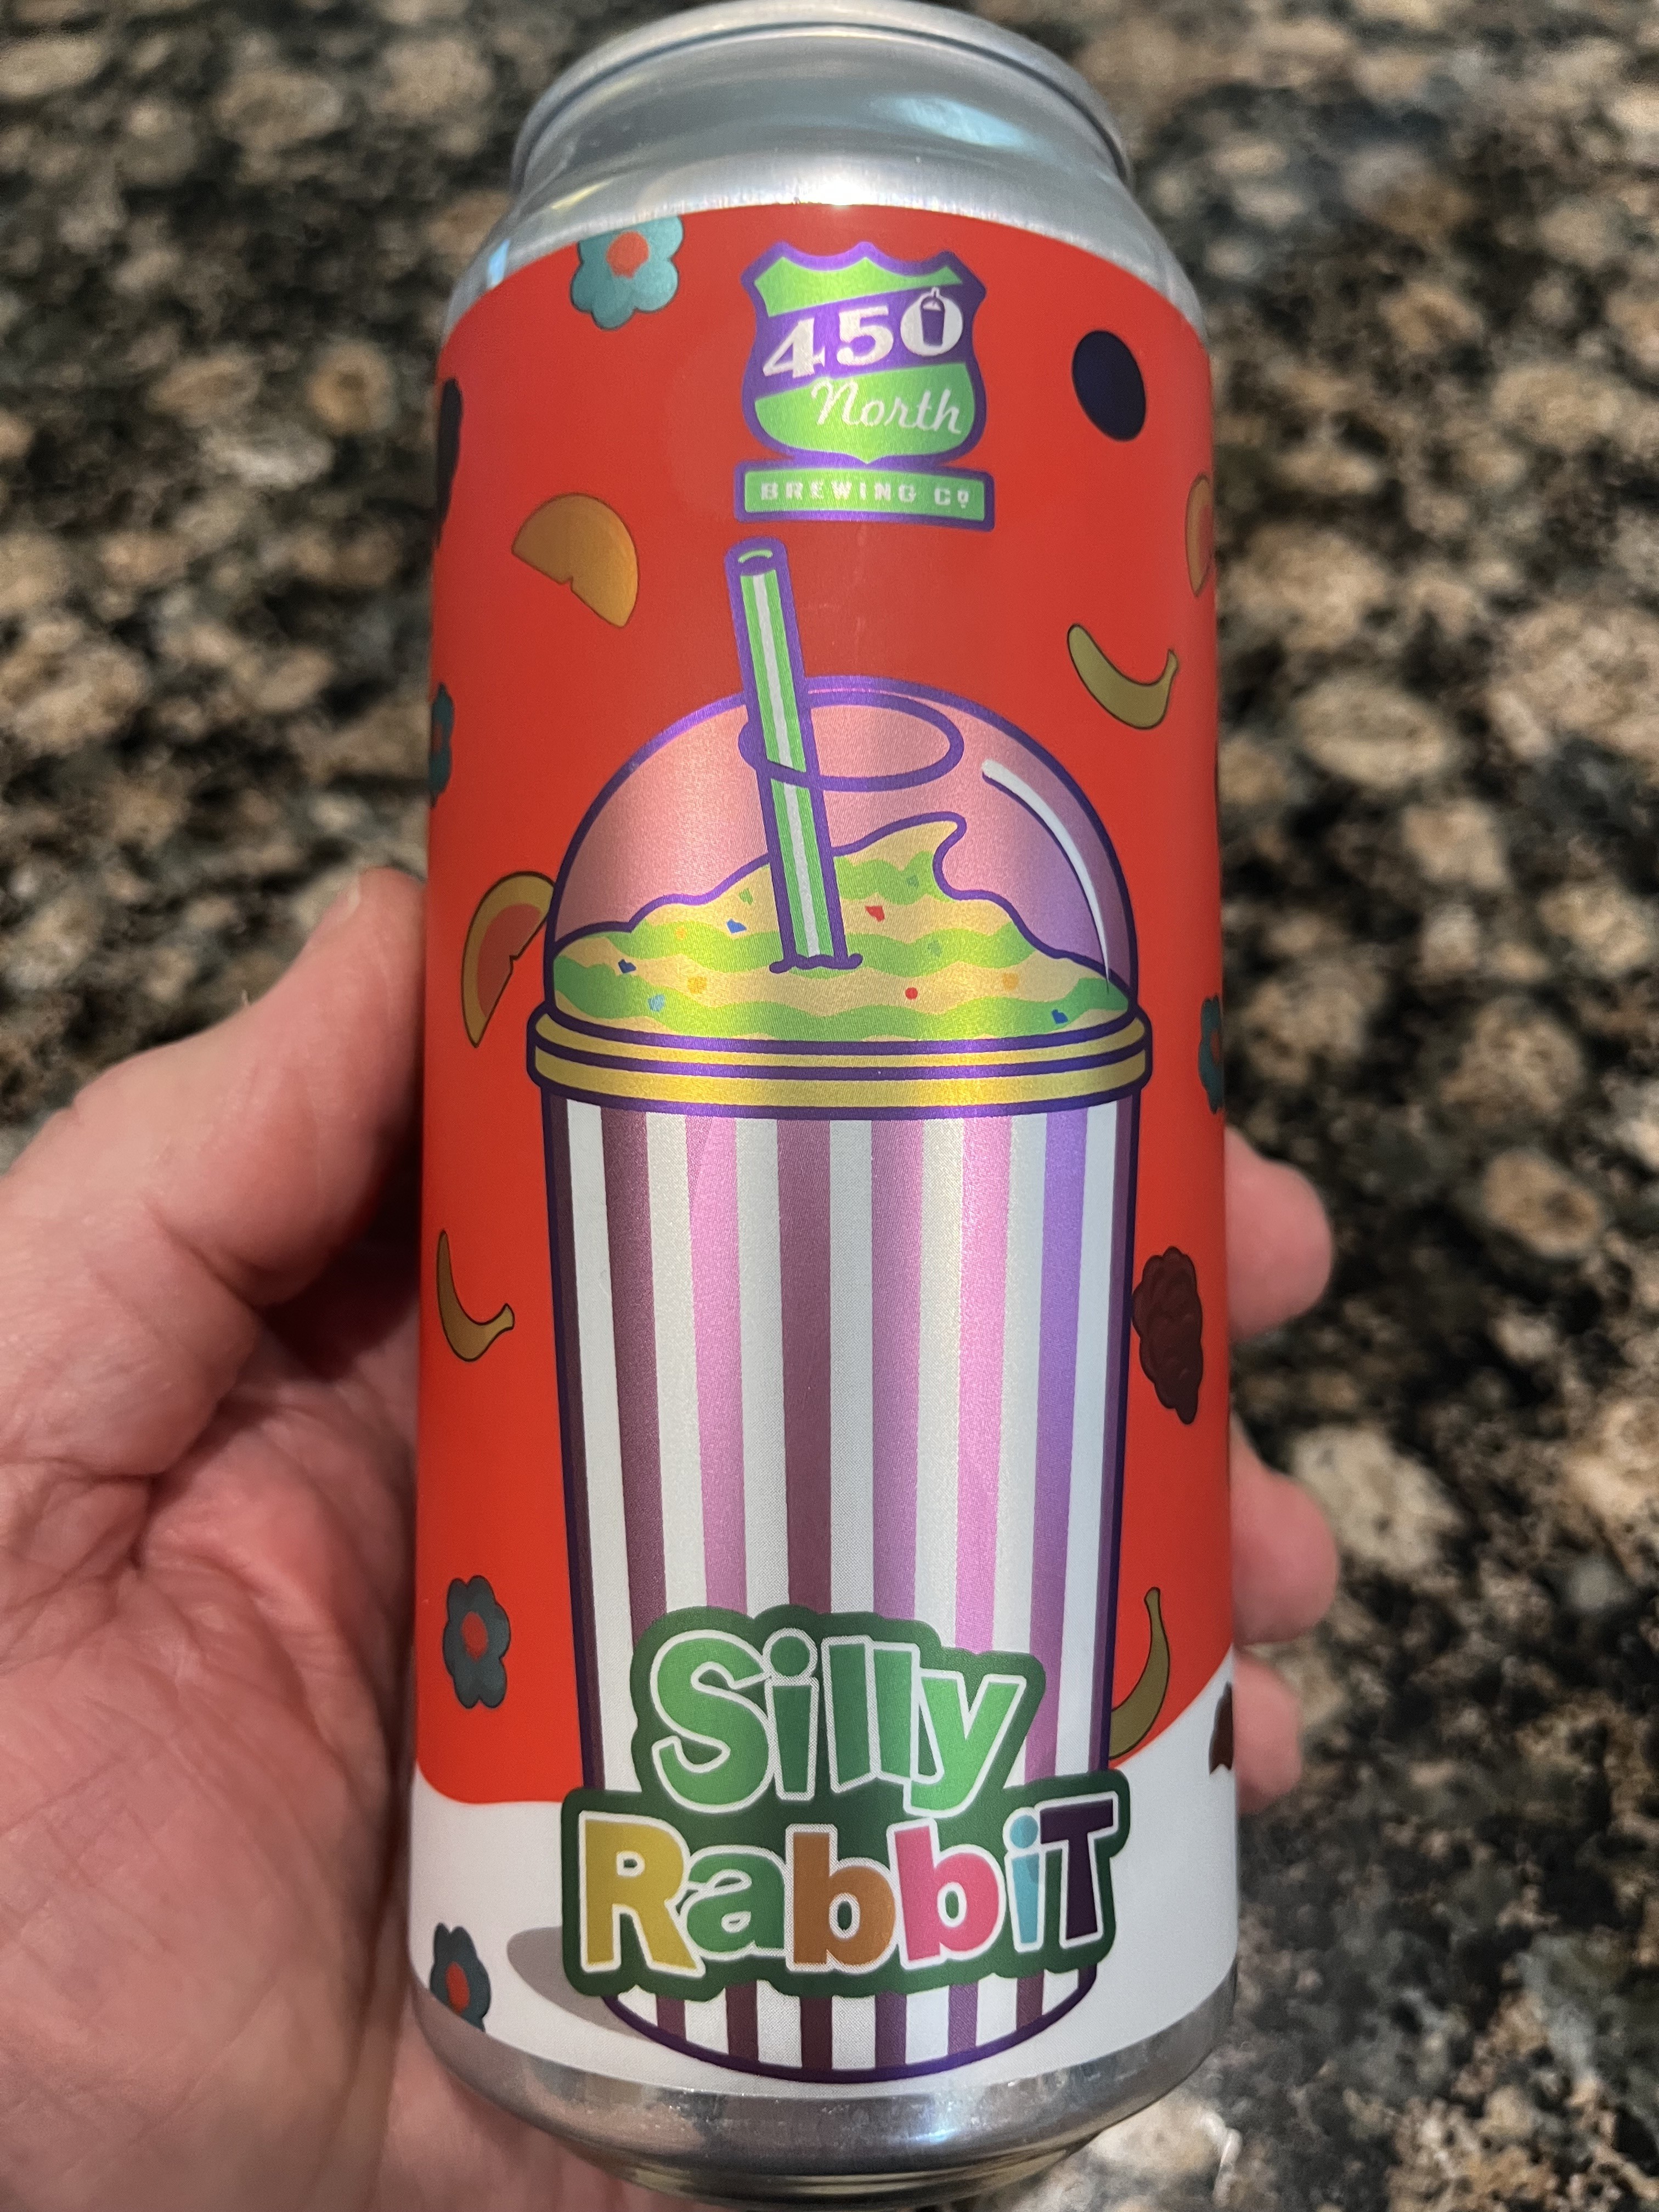 450
North
BREWING Cº
Silly
RabbiT